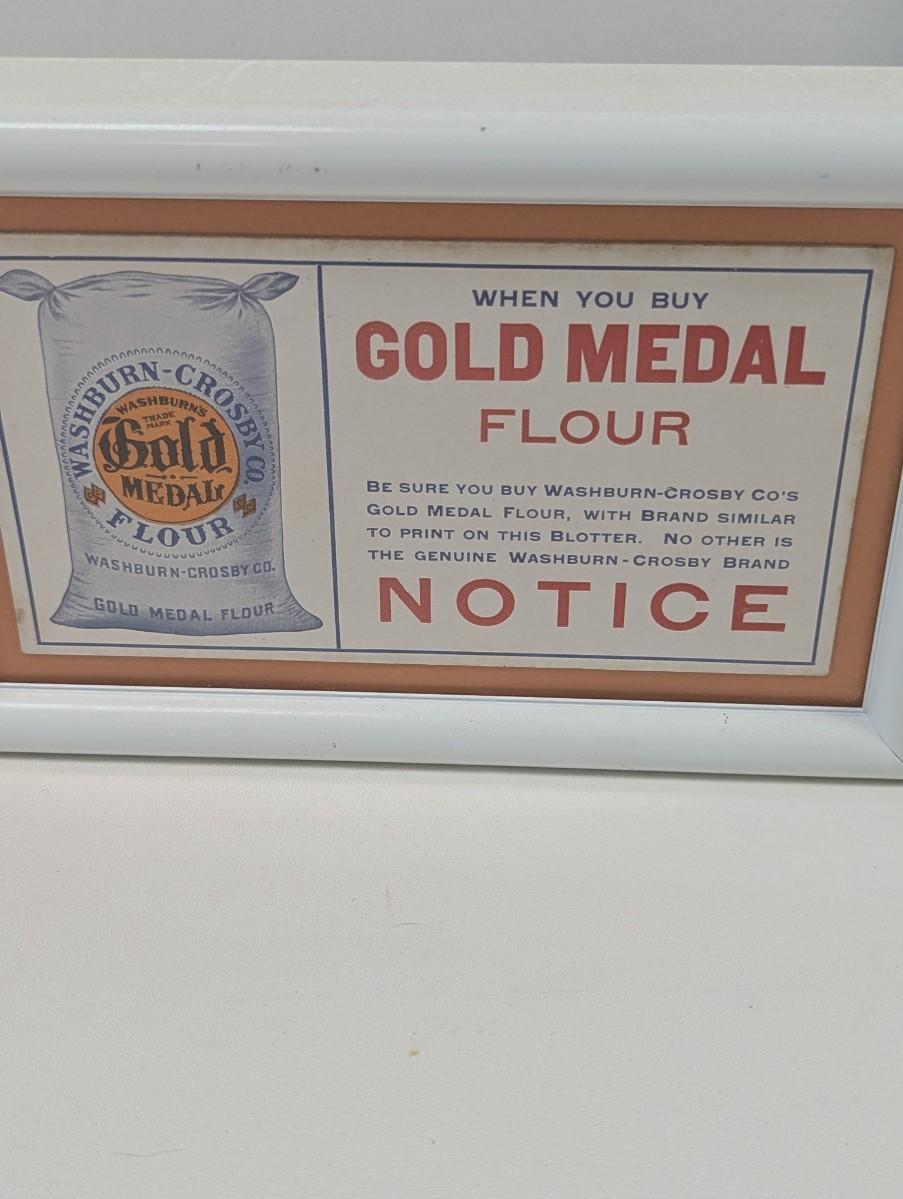 WASHBURN-CROSBY CO.
WASHBURN'S
TRADE
MARK
Gold
MEDAL
FLOUR
WASHBURN-CROSBY CO.
GOLD MEDAL FLOUR
WHEN YOU BUY
GOLD MEDAL
FLOUR
BE SURE YOU BUY WASHBURN-CROSBY CO'S
GOLD MEDAL FLOUR, WITH BRAND SIMILAR
TO PRINT ON THIS BLOTTER. NO OTHER IS
THE GENUINE WASHBURN-CROSBY BRAND
NOTICE